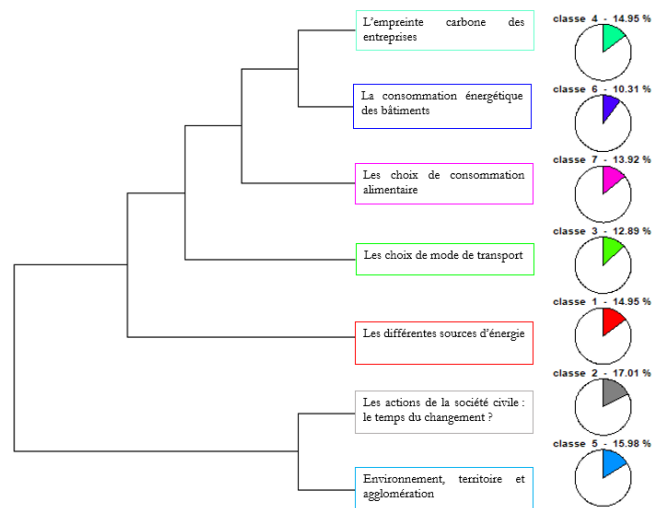 L'empreinte carbone des
entreprises
classe 4 - 14.95 %
La consommation énergétique
des bâtiments
classe 6 - 10.31 %
Les choix de consommation
alimentaire
classe 7 - 13.92 %
Les choix de mode de transport
classe 3 - 12.89 %
Les différentes sources d'énergie
classe 1 - 14.95 %
Les actions de la société civile :
le temps du changement ?
classe 2 - 17.01 %
Environnement, territoire et
agglomération
classe 5 - 15.98 %